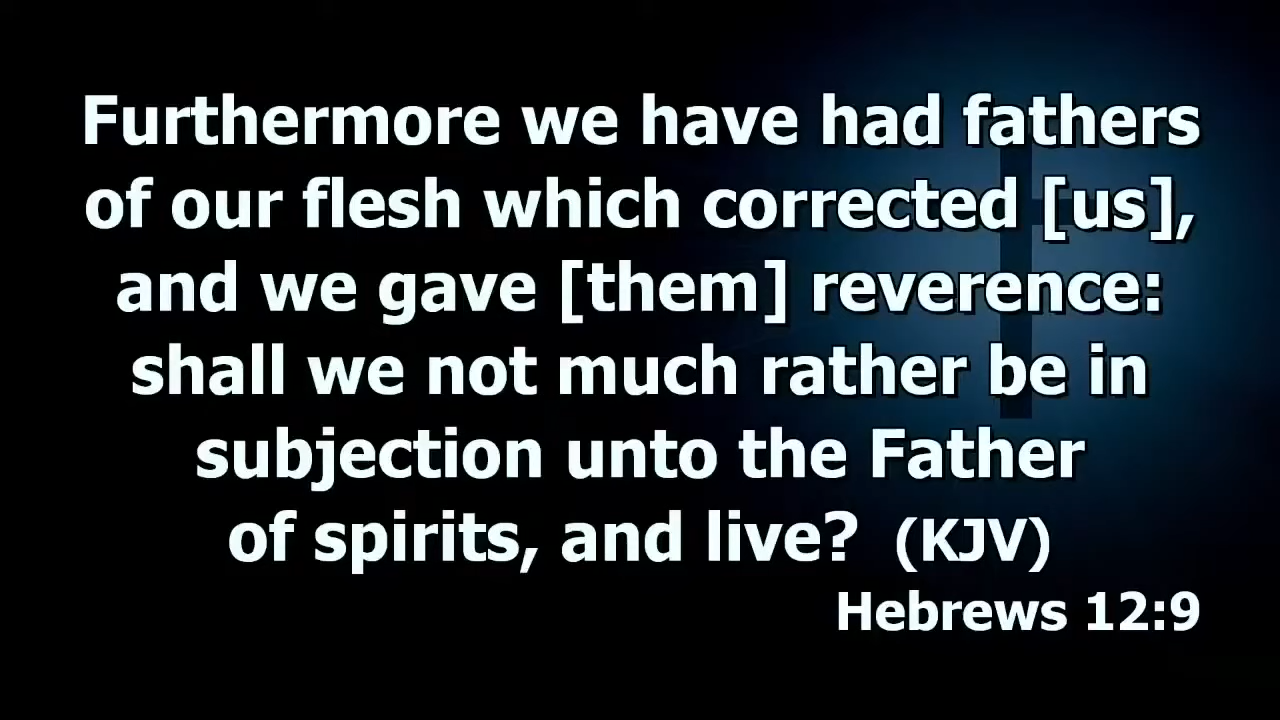 Furthermore we have had fathers
of our flesh which corrected [us],
and we gave [them] reverence:
shall we not much rather be in
subjection unto the Father
of spirits, and live? (KJV)
Hebrews 12:9